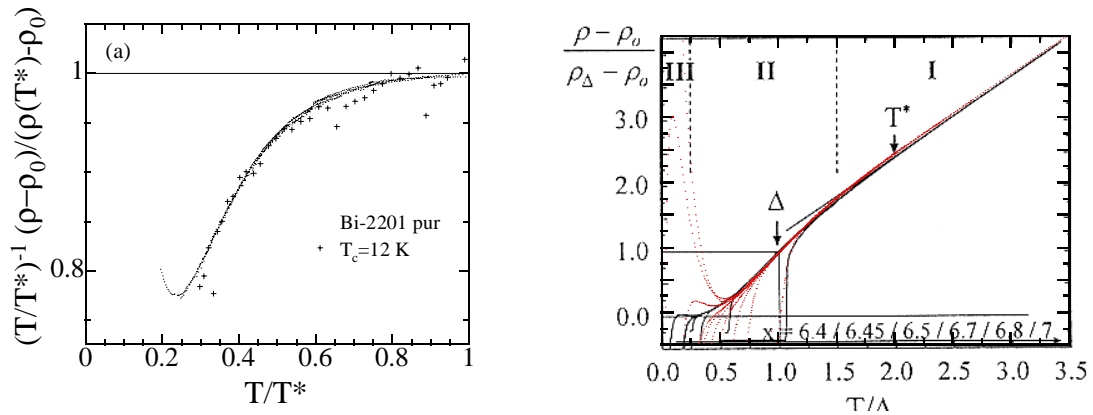 (a)
(T/T*)⁻¹ (ρ−ρ₀)/(ρ(T*)-ρ₀)
1
0.8
Bi-2201 pur
+ T_c=12 K
0 0.2 0.4 0.6 0.8 1
T/T*
ρ − ρ_o
ρ_Δ − ρ_o
III II I
T*
Δ
3.0
2.0
1.0
0.0
x = 6.4 / 6.45 / 6.5 / 6.7 / 6.8 / 7
0.0 0.5 1.0 1.5 2.0 2.5 3.0 3.5
T/Δ